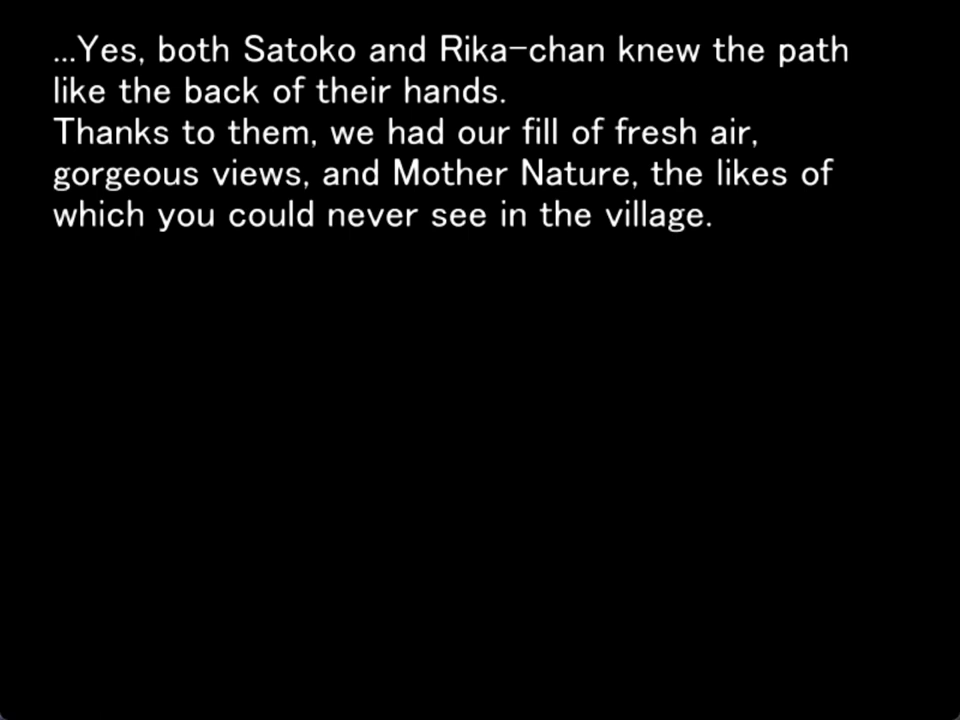 ...Yes, both Satoko and Rika-chan knew the path
like the back of their hands.
Thanks to them, we had our fill of fresh air,
gorgeous views, and Mother Nature, the likes of
which you could never see in the village.